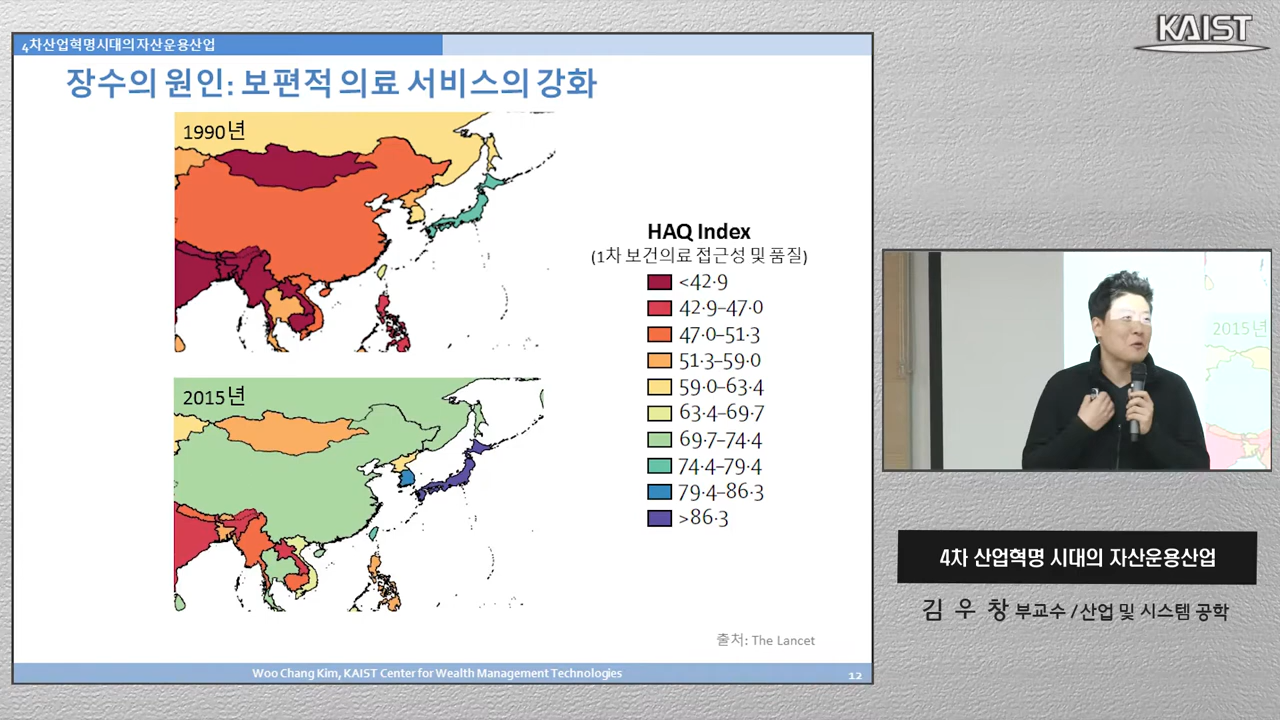 KAIST
4차산업혁명시대의자산운용산업
장수의 원인: 보편적 의료 서비스의 강화
1990년
HAQ Index
(1차 보건의료 접근성 및 품질)
<42·9
42·9–47·0
47·0–51·3
51·3–59·0
59·0–63·4
63·4–69·7
69·7–74·4
74·4–79·4
79·4–86·3
>86·3
2015년
출처: The Lancet
Woo Chang Kim, KAIST Center for Wealth Management Technologies
12
2015년
4차 산업혁명 시대의 자산운용산업
김 우 창 부교수 / 산업 및 시스템 공학